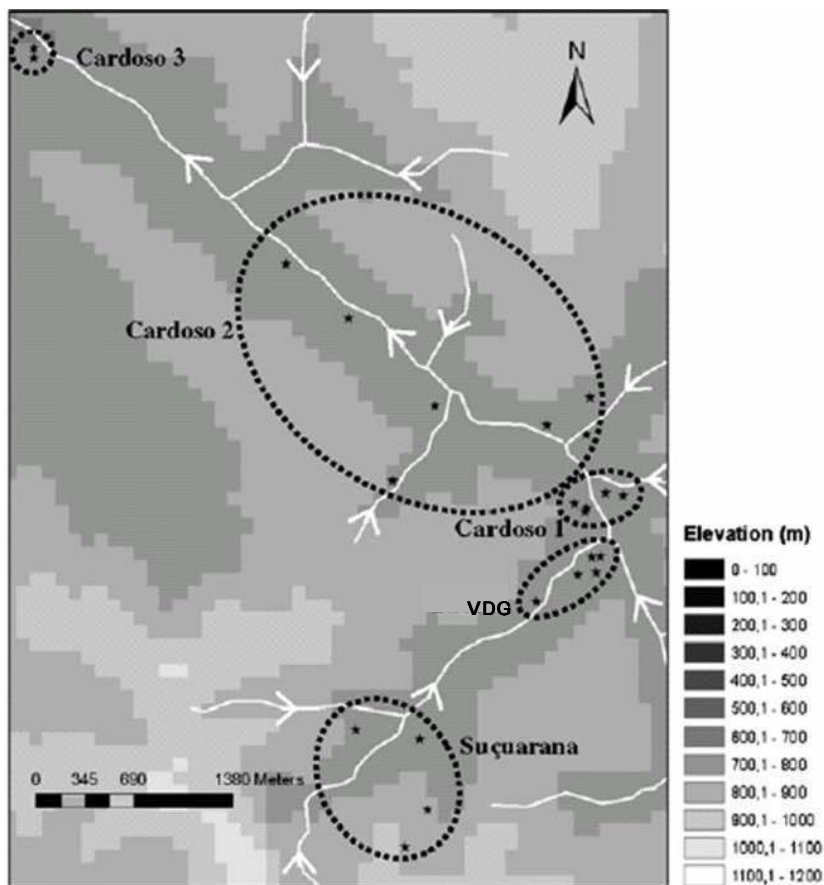 Cardoso 3
N
Cardoso 2
Cardoso 1
VDG
Suçuarana
0 345 690 1380 Meters
Elevation (m)
0 - 100
100,1 - 200
200,1 - 300
300,1 - 400
400,1 - 500
500,1 - 600
600,1 - 700
700,1 - 800
800,1 - 900
900,1 - 1000
1000,1 - 1100
1100,1 - 1200